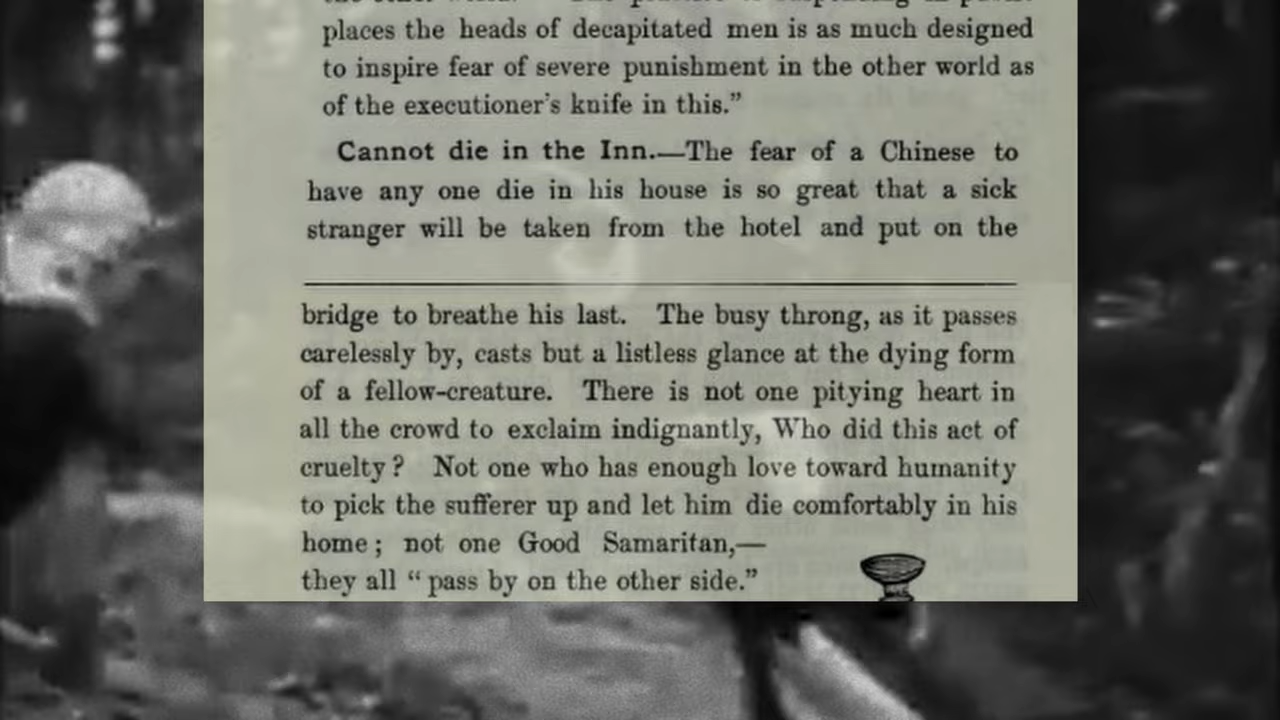 places the heads of decapitated men is as much designed
to inspire fear of severe punishment in the other world as
of the executioner's knife in this.”
Cannot die in the Inn.—The fear of a Chinese to
have any one die in his house is so great that a sick
stranger will be taken from the hotel and put on the
bridge to breathe his last. The busy throng, as it passes
carelessly by, casts but a listless glance at the dying form
of a fellow-creature. There is not one pitying heart in
all the crowd to exclaim indignantly, Who did this act of
cruelty? Not one who has enough love toward humanity
to pick the sufferer up and let him die comfortably in his
home; not one Good Samaritan,—
they all “pass by on the other side.”